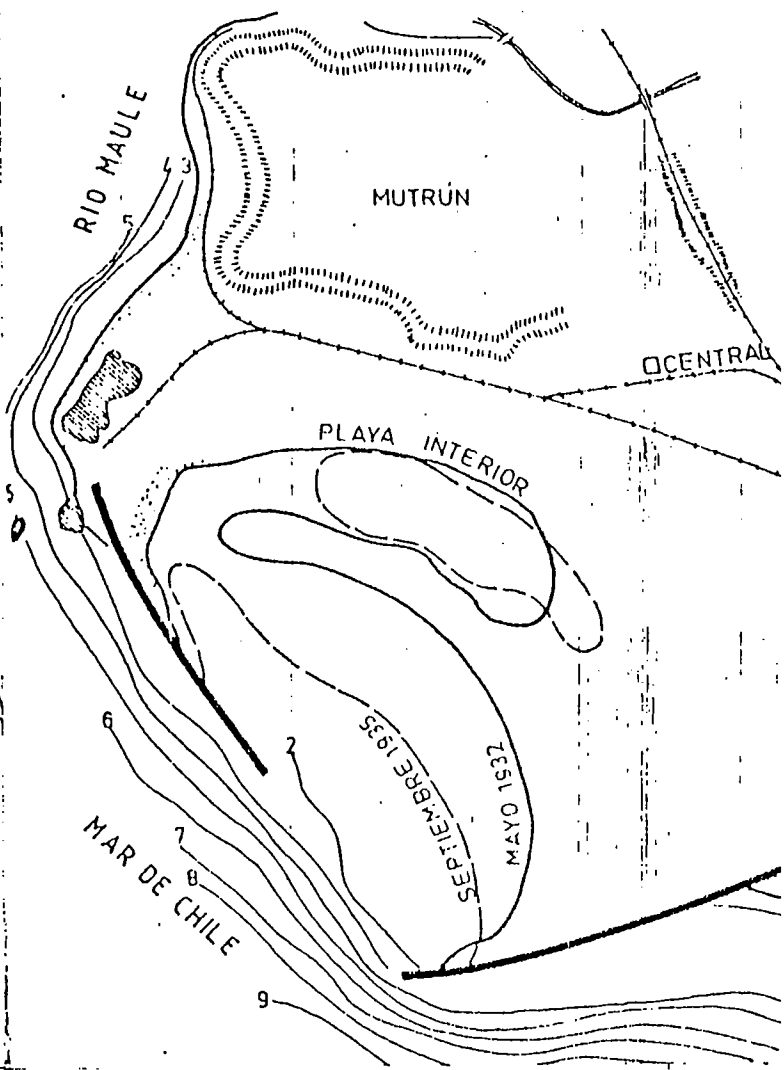 RIO MAULE
4 3
5
MUTRÚN
CENTRAL
PLAYA INTERIOR
5
6
2
SEPTIEMBRE 1935
MAYO 1932
7
8
MAR DE CHILE
9